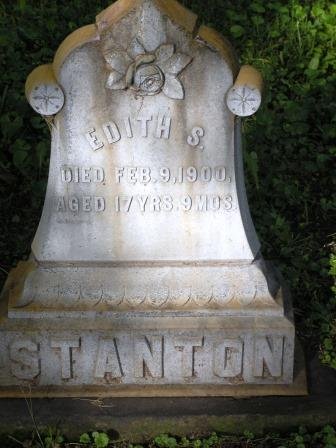 EDITH S.
DIED FEB. 9, 1900,
AGED 17 YRS. 9 MOS.
STANTON